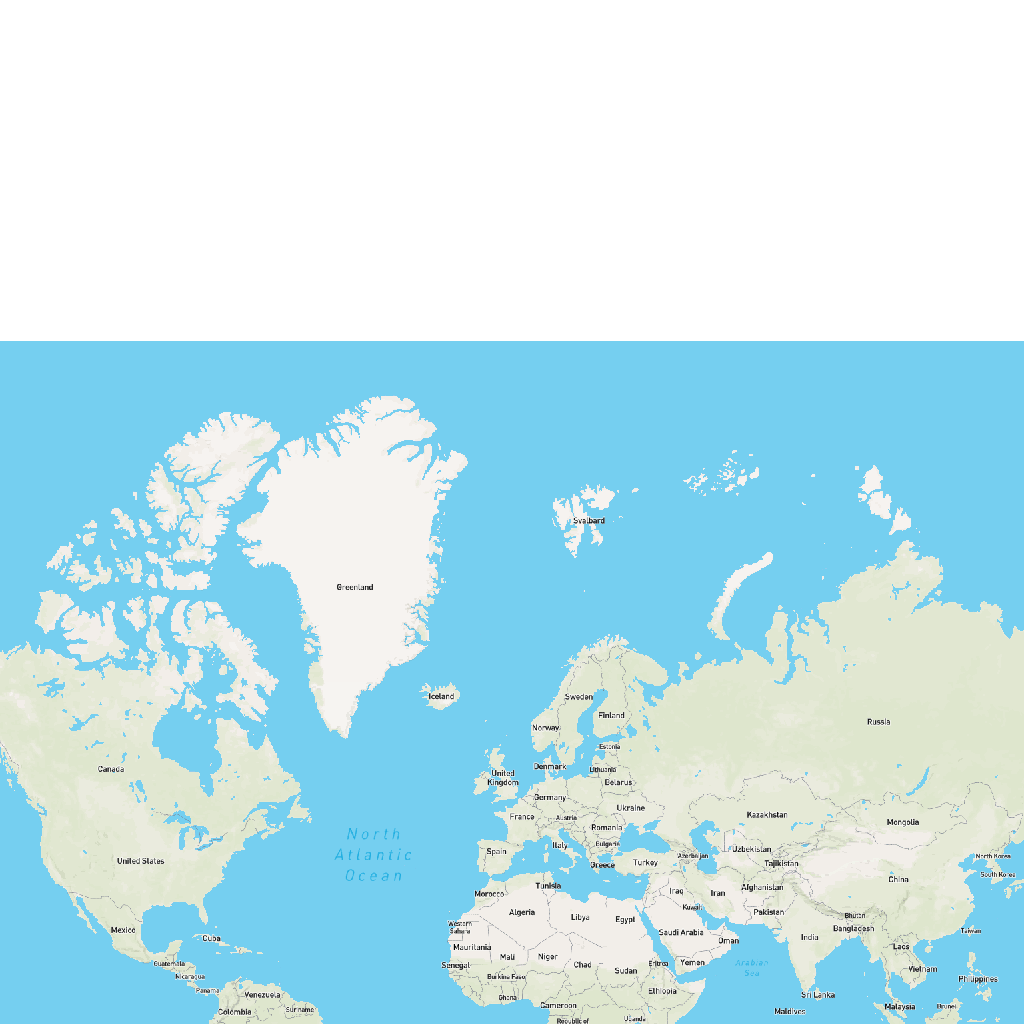 Svalbard
Greenland
Iceland
Sweden
Finland
Norway
Russia
Estonia
Canada
United
Kingdom
Denmark
Lithuania
Belarus
Germany
Ukraine
France
Austria
Kazakhstan
Mongolia
Romania
North
Atlantic
Ocean
Italy
Bulgaria
Spain
Uzbekistan
Azerbaijan
North Korea
United States
Greece
Turkey
Tajikistan
South Korea
China
Tunisia
Morocco
Iraq
Iran
Afghanistan
Kuwait
Algeria
Libya
Egypt
Pakistan
Bhutan
Mexico
Western
Sahara
Saudi Arabia
Bangladesh
Taiwan
Cuba
Oman
India
Mauritania
Laos
Mali
Niger
Guatemala
Senegal
Chad
Eritrea
Yemen
Arabian
Sea
Sudan
Vietnam
Nicaragua
Burkina Faso
Philippines
Panama
Venezuela
Ghana
Ethiopia
Sri Lanka
Colombia
Suriname
Cameroon
Maldives
Malaysia
Brunei
Republic of
Uganda